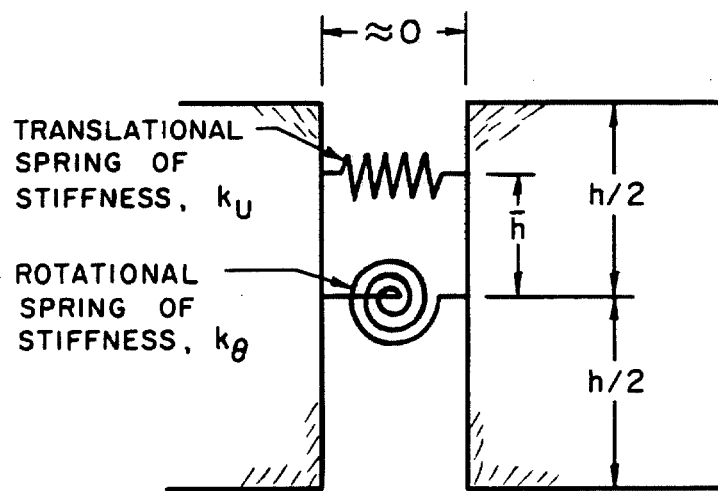 ≈0
TRANSLATIONAL
SPRING OF
STIFFNESS, kU
h̄
h/2
ROTATIONAL
SPRING OF
STIFFNESS, kθ
h/2